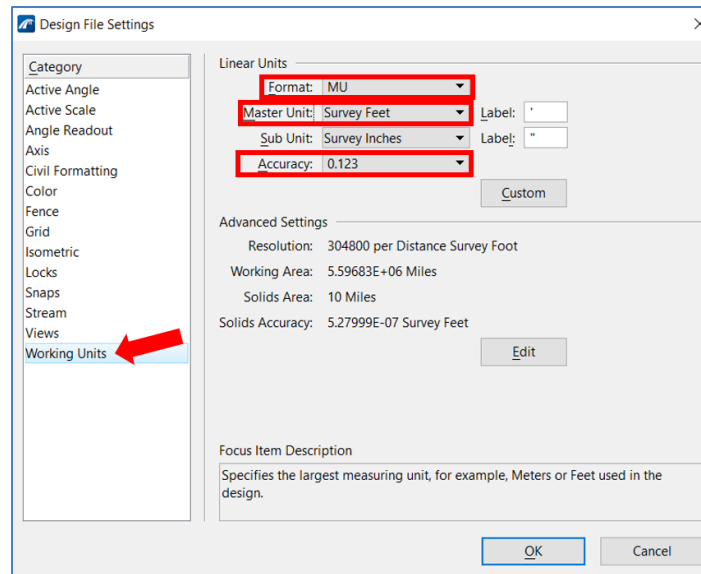 Design File Settings
Category
Active Angle
Active Scale
Angle Readout
Axis
Civil Formatting
Color
Fence
Grid
Isometric
Locks
Snaps
Stream
Views
Working Units
Linear Units
Format: MU
Master Unit: Survey Feet Label: '
Sub Unit: Survey Inches Label: "
Accuracy: 0.123
Custom
Advanced Settings
Resolution: 304800 per Distance Survey Foot
Working Area: 5.59683E+06 Miles
Solids Area: 10 Miles
Solids Accuracy: 5.27999E-07 Survey Feet
Edit
Focus Item Description
Specifies the largest measuring unit, for example, Meters or Feet used in the
design.
OK Cancel